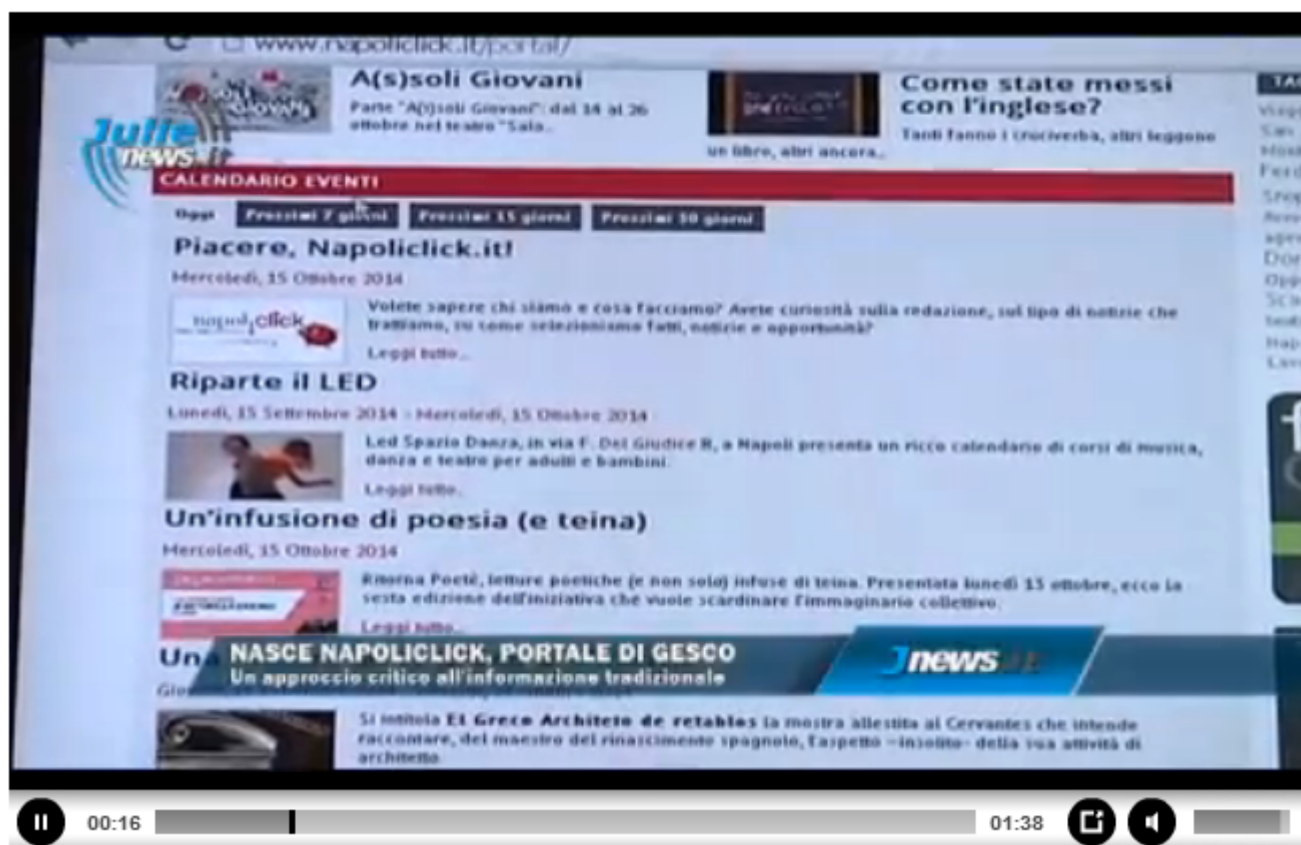 www.napoliclick.it/portal/
A(s)soli Giovani
Parte "A(s)soli Giovani": dal 14 al 26
ottobre nel teatro "Sala..
Come state messi
con l'inglese?
Tanti fanno i cruciverba, altri leggono
un libro, altri ancora..
Julie
news.it
CALENDARIO EVENTI
Oggi Prossimi 7 giorni Prossimi 15 giorni Prossimi 30 giorni
Piacere, Napoliclick.it!
Mercoledì, 15 Ottobre 2014
napoliclick
Volete sapere chi siamo e cosa facciamo? Avete curiosità sulla redazione, sul tipo di notizie che
trattiamo, su come selezioniamo fatti, notizie e opportunità?
Leggi tutto...
Riparte il LED
Lunedì, 15 Settembre 2014 - Mercoledì, 15 Ottobre 2014
Led Spazio Danza, in via F. Del Giudice 8, a Napoli presenta un ricco calendario di corsi di musica,
danza e teatro per adulti e bambini.
Leggi tutto..
Un'infusione di poesia (e teina)
Mercoledì, 15 Ottobre 2014
Ritorna Poetè, letture poetiche (e non solo) infuse di teina. Presentata lunedì 13 ottobre, ecco la
sesta edizione dell'iniziativa che vuole scardinare l'immaginario collettivo.
Leggi tutto..
Una
NASCE NAPOLICLICK, PORTALE DI GESCO
Un approccio critico all'informazione tradizionale
Jnews.it
Si intitola El Greco Architeto de retablos la mostra allestita al Cervantes che intende
raccontare, del maestro del rinascimento spagnolo, l'aspetto -insolito- della sua attività di
architetto
00:16
01:38